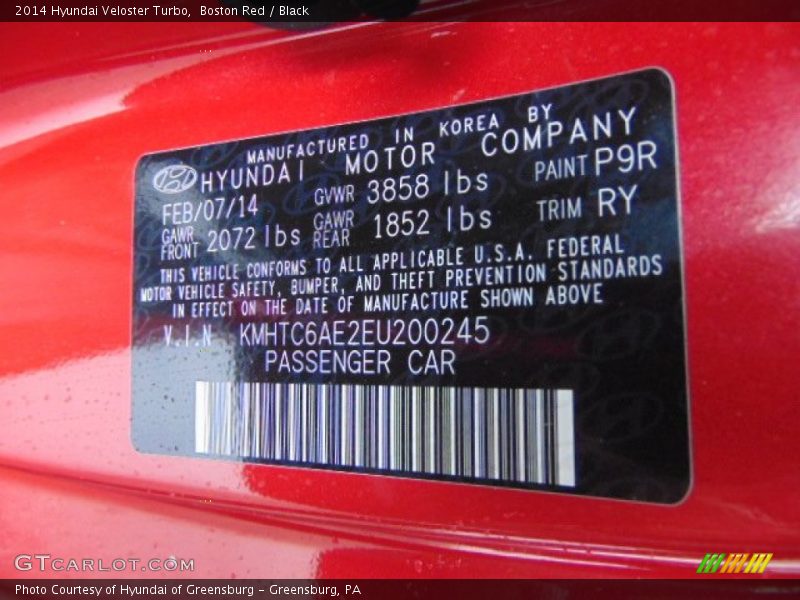 2014 Hyundai Veloster Turbo, Boston Red / Black
MANUFACTURED IN KOREA BY
HYUNDAI MOTOR COMPANY
FEB/07/14 GVWR 3858 lbs PAINT P9R
GAWR FRONT 2072 lbs GAWR REAR 1852 lbs TRIM RY
THIS VEHICLE CONFORMS TO ALL APPLICABLE U.S.A. FEDERAL
MOTOR VEHICLE SAFETY, BUMPER, AND THEFT PREVENTION STANDARDS
IN EFFECT ON THE DATE OF MANUFACTURE SHOWN ABOVE
V.I.N KMHTC6AE2EU200245
PASSENGER CAR
GTCARLOT.COM
Photo Courtesy of Hyundai of Greensburg - Greensburg, PA